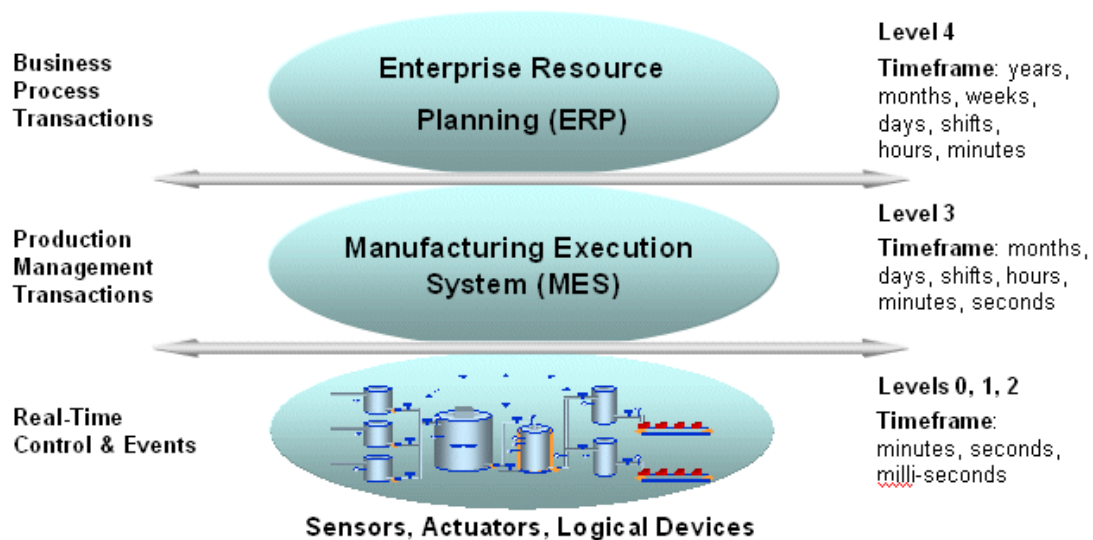 Business
Process
Transactions
Enterprise Resource
Planning (ERP)
Level 4
Timeframe: years,
months, weeks,
days, shifts,
hours, minutes
Production
Management
Transactions
Manufacturing Execution
System (MES)
Level 3
Timeframe: months,
days, shifts, hours,
minutes, seconds
Real-Time
Control & Events
Levels 0, 1, 2
Timeframe:
minutes, seconds,
milli-seconds
Sensors, Actuators, Logical Devices